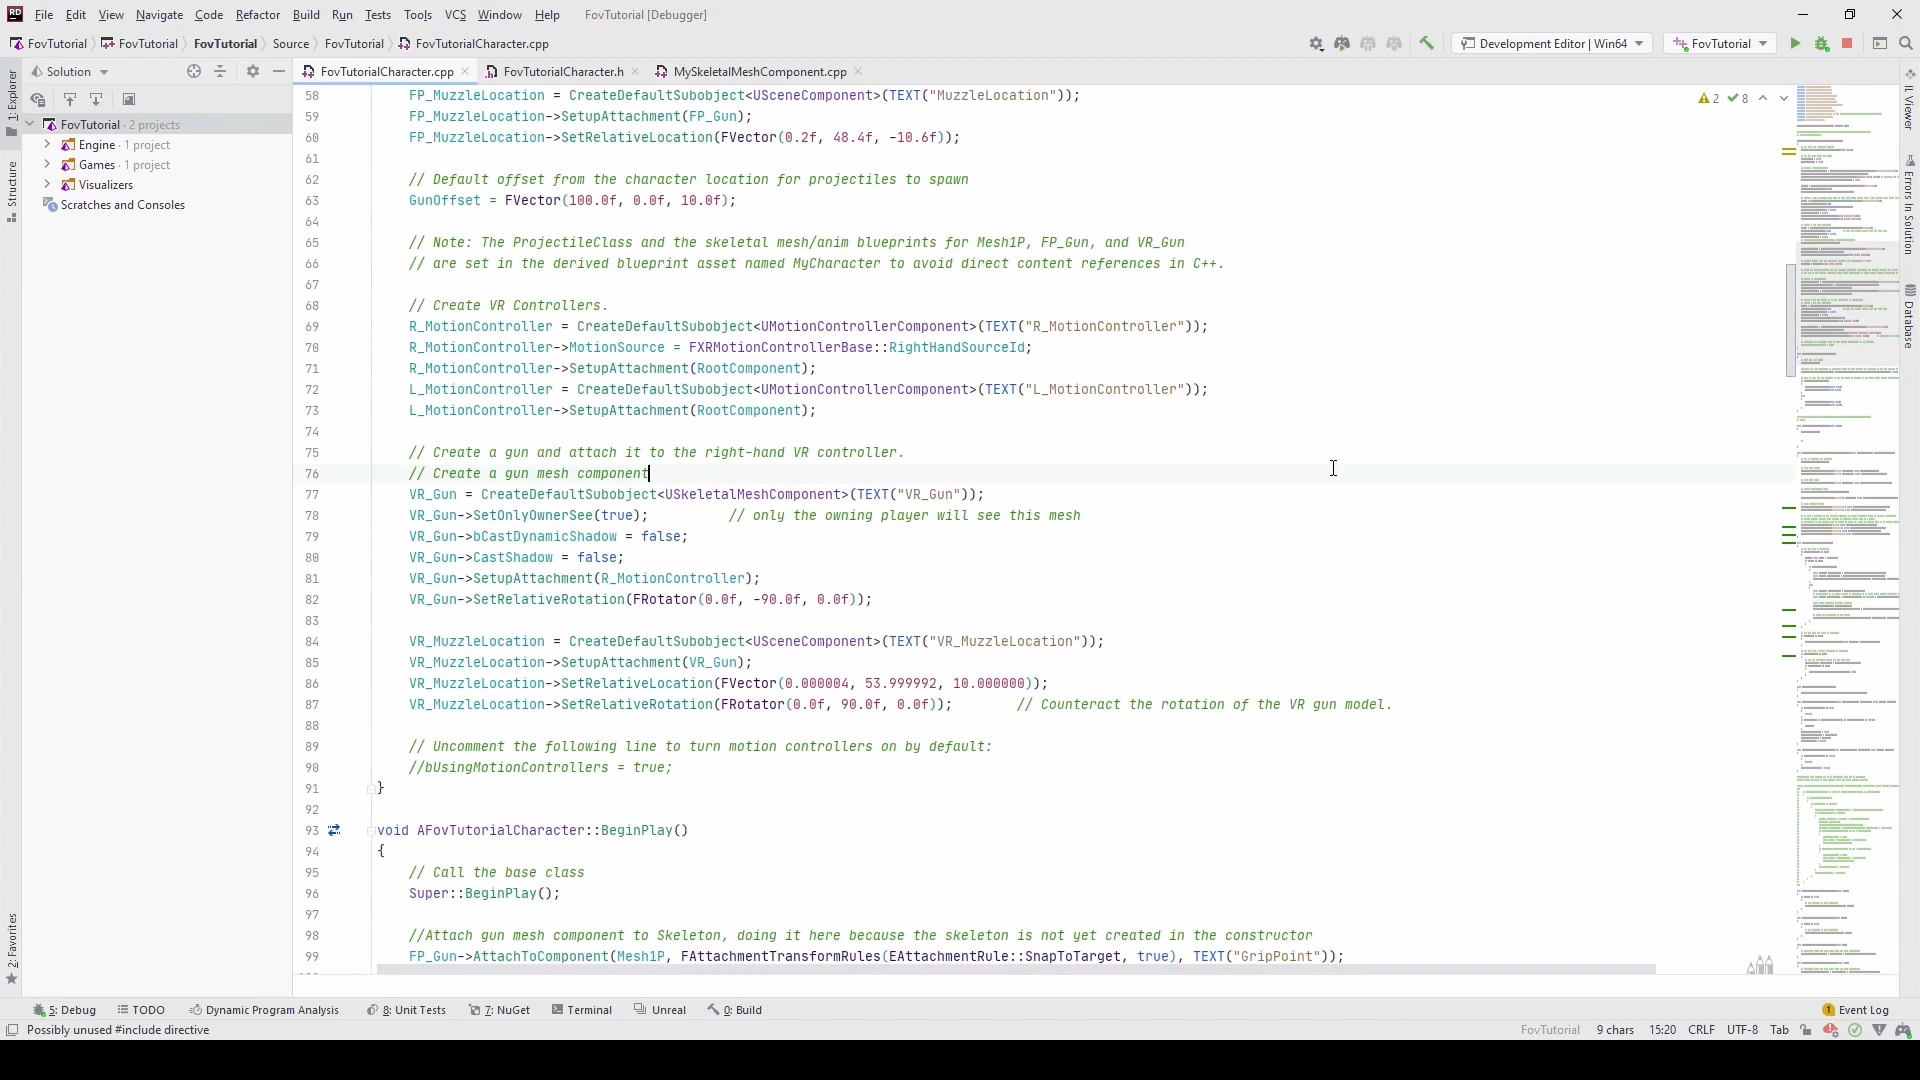 File Edit View Navigate Code Refactor Build Run Tests Tools VCS Window Help FovTutorial [Debugger]
FovTutorial FovTutorial FovTutorial Source FovTutorial FovTutorialCharacter.cpp Development Editor | Win64 FovTutorial
Solution FovTutorialCharacter.cpp FovTutorialCharacter.h MySkeletalMeshComponent.cpp
1: Explorer
Structure
2: Favorites
FovTutorial · 2 projects
Engine · 1 project
Games · 1 project
Visualizers
Scratches and Consoles
58 FP_MuzzleLocation = CreateDefaultSubobject<USceneComponent>(TEXT("MuzzleLocation"));
59 FP_MuzzleLocation->SetupAttachment(FP_Gun);
60 FP_MuzzleLocation->SetRelativeLocation(FVector(0.2f, 48.4f, -10.6f));
61
62 // Default offset from the character location for projectiles to spawn
63 GunOffset = FVector(100.0f, 0.0f, 10.0f);
64
65 // Note: The ProjectileClass and the skeletal mesh/anim blueprints for Mesh1P, FP_Gun, and VR_Gun
66 // are set in the derived blueprint asset named MyCharacter to avoid direct content references in C++.
67
68 // Create VR Controllers.
69 R_MotionController = CreateDefaultSubobject<UMotionControllerComponent>(TEXT("R_MotionController"));
70 R_MotionController->MotionSource = FXRMotionControllerBase::RightHandSourceId;
71 R_MotionController->SetupAttachment(RootComponent);
72 L_MotionController = CreateDefaultSubobject<UMotionControllerComponent>(TEXT("L_MotionController"));
73 L_MotionController->SetupAttachment(RootComponent);
74
75 // Create a gun and attach it to the right-hand VR controller.
76 // Create a gun mesh component
77 VR_Gun = CreateDefaultSubobject<USkeletalMeshComponent>(TEXT("VR_Gun"));
78 VR_Gun->SetOnlyOwnerSee(true); // only the owning player will see this mesh
79 VR_Gun->bCastDynamicShadow = false;
80 VR_Gun->CastShadow = false;
81 VR_Gun->SetupAttachment(R_MotionController);
82 VR_Gun->SetRelativeRotation(FRotator(0.0f, -90.0f, 0.0f));
83
84 VR_MuzzleLocation = CreateDefaultSubobject<USceneComponent>(TEXT("VR_MuzzleLocation"));
85 VR_MuzzleLocation->SetupAttachment(VR_Gun);
86 VR_MuzzleLocation->SetRelativeLocation(FVector(0.000004, 53.999992, 10.000000));
87 VR_MuzzleLocation->SetRelativeRotation(FRotator(0.0f, 90.0f, 0.0f)); // Counteract the rotation of the VR gun model.
88
89 // Uncomment the following line to turn motion controllers on by default:
90 //bUsingMotionControllers = true;
91 }
92
93 void AFovTutorialCharacter::BeginPlay()
94 {
95 // Call the base class
96 Super::BeginPlay();
97
98 //Attach gun mesh component to Skeleton, doing it here because the skeleton is not yet created in the constructor
99 FP_Gun->AttachToComponent(Mesh1P, FAttachmentTransformRules(EAttachmentRule::SnapToTarget, true), TEXT("GripPoint"));
2 8
IL Viewer
Errors In Solution
Database
5: Debug TODO Dynamic Program Analysis 8: Unit Tests 7: NuGet Terminal Unreal 0: Build 1 Event Log
Possibly unused #include directive FovTutorial 9 chars 15:20 CRLF UTF-8 Tab